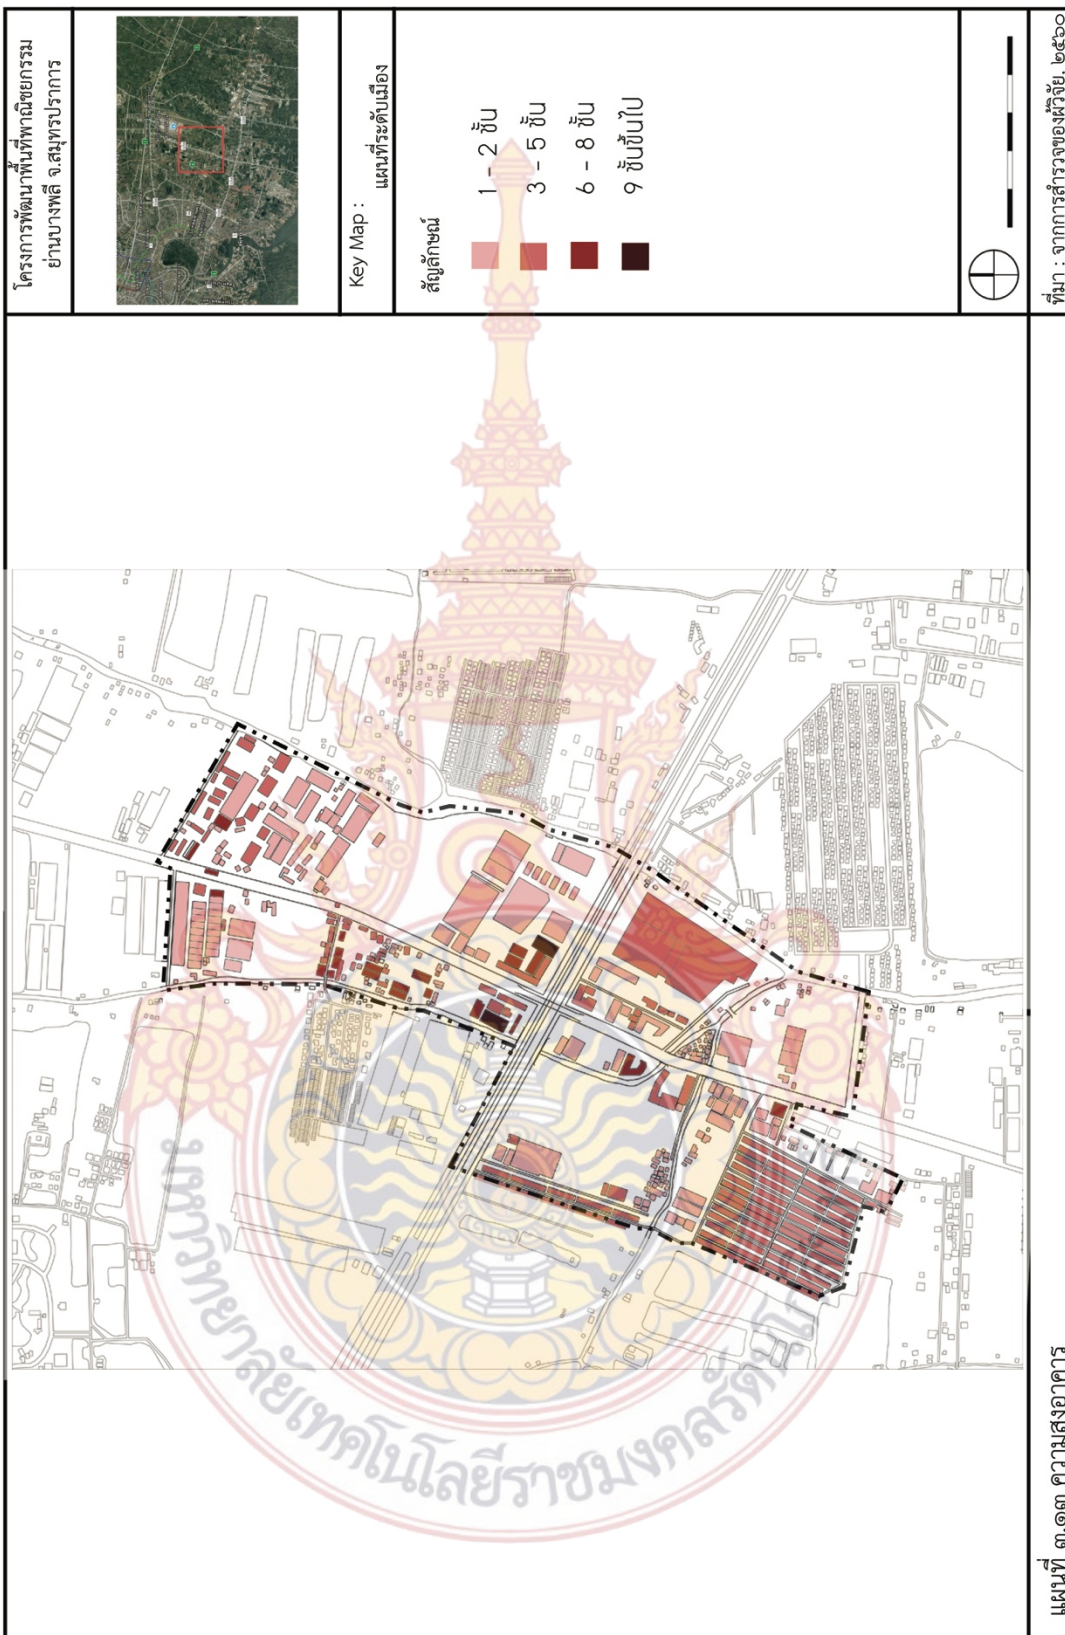 โครงการพัฒนาพื้นที่พาณิชยกรรม
ย่านบางพลี จ.สมุทรปราการ
Key Map :
แผนที่ระดับเมือง
สัญลักษณ์
1 - 2 ชั้น
3 - 5 ชั้น
6 - 8 ชั้น
9 ชั้นขึ้นไป
ที่มา : จากการสำรวจของผู้วิจัย, ๒๕๖๐
แผนที่ ๓.๑๓ ความสูงอาคาร
มหาวิทยาลัยเทคโนโลยีราชมงคลรัตนโก